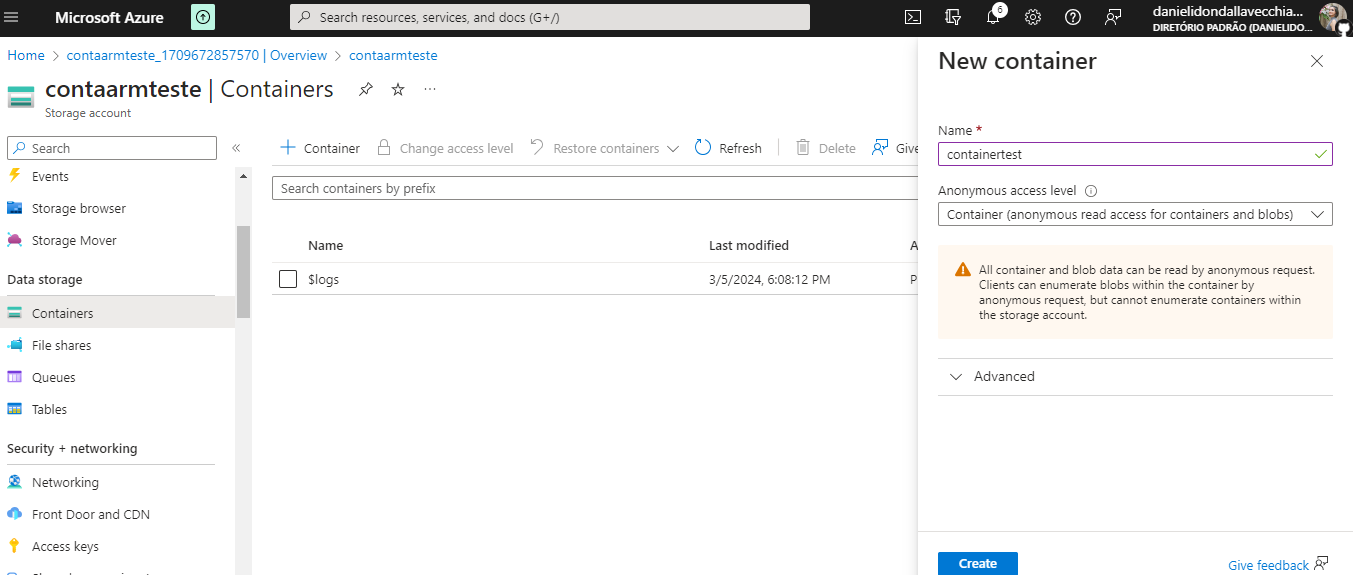 Microsoft Azure
Search resources, services, and docs (G+/)
6
danielidondallavecchia...
DIRETÓRIO PADRÃO (DANIELIDO...
Home > contaarmteste_1709672857570 | Overview > contaarmteste
contaarmteste | Containers
Storage account
Search
Events
Storage browser
Storage Mover
Data storage
Containers
File shares
Queues
Tables
Security + networking
Networking
Front Door and CDN
Access keys
Container
Change access level
Restore containers
Refresh
Delete
Give
Search containers by prefix
Name
Last modified
A
$logs
3/5/2024, 6:08:12 PM
P
New container
Name *
containertest
Anonymous access level
Container (anonymous read access for containers and blobs)
All container and blob data can be read by anonymous request.
Clients can enumerate blobs within the container by
anonymous request, but cannot enumerate containers within
the storage account.
Advanced
Create
Give feedback